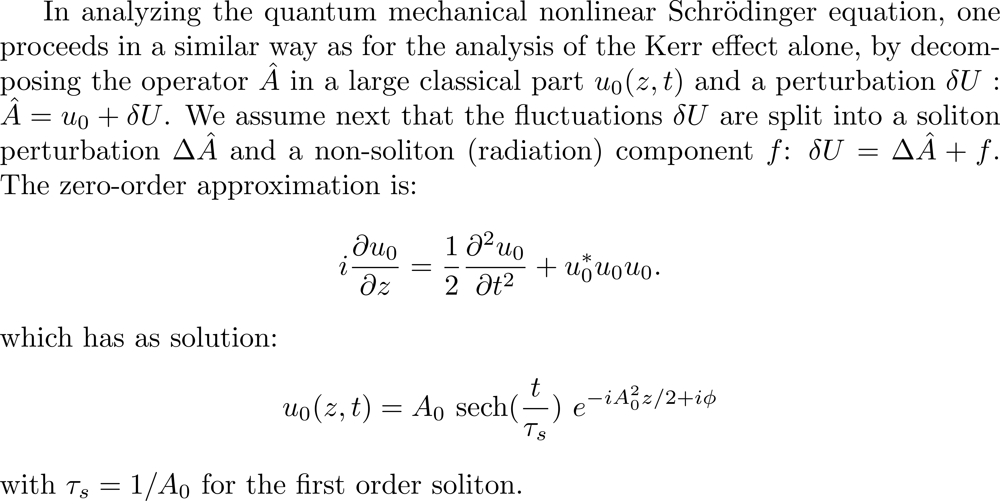 In analyzing the quantum mechanical nonlinear Schrödinger equation, one
proceeds in a similar way as for the analysis of the Kerr effect alone, by decom-
posing the operator $\hat{A}$ in a large classical part $u_0(z,t)$ and a perturbation $\delta U$ :
$\hat{A} = u_0 + \delta U$. We assume next that the fluctuations $\delta U$ are split into a soliton
perturbation $\Delta\hat{A}$ and a non-soliton (radiation) component $f$: $\delta U = \Delta\hat{A} + f$.
The zero-order approximation is:
$i\frac{\partial u_0}{\partial z} = \frac{1}{2}\frac{\partial^2 u_0}{\partial t^2} + u_0^* u_0 u_0.$
which has as solution:
$u_0(z,t) = A_0 \text{ sech}(\frac{t}{\tau_s}) \; e^{-iA_0^2 z/2+i\phi}$
with $\tau_s = 1/A_0$ for the first order soliton.